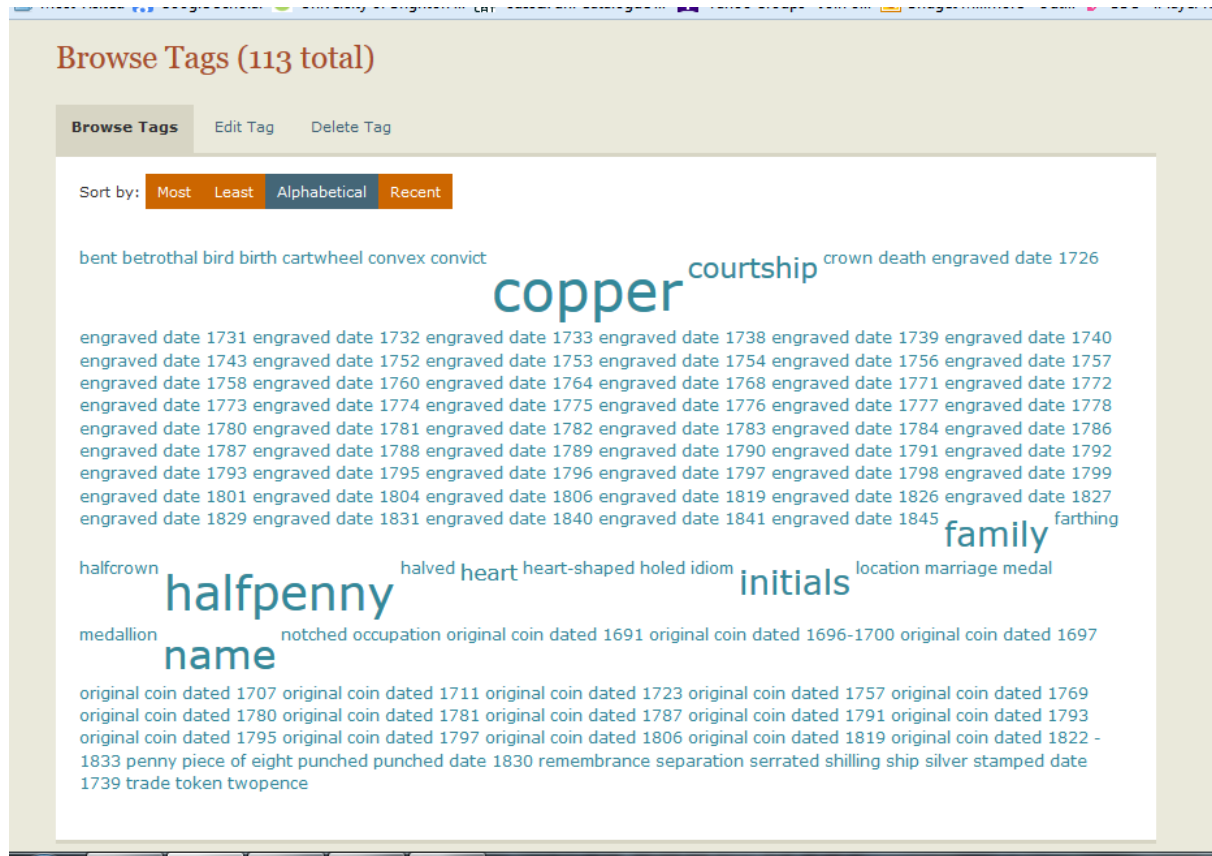 Browse Tags (113 total)
Browse Tags Edit Tag Delete Tag
Sort by: Most Least Alphabetical Recent
bent betrothal bird birth cartwheel convex convict copper courtship crown death engraved date 1726
engraved date 1731 engraved date 1732 engraved date 1733 engraved date 1738 engraved date 1739 engraved date 1740
engraved date 1743 engraved date 1752 engraved date 1753 engraved date 1754 engraved date 1756 engraved date 1757
engraved date 1758 engraved date 1760 engraved date 1764 engraved date 1768 engraved date 1771 engraved date 1772
engraved date 1773 engraved date 1774 engraved date 1775 engraved date 1776 engraved date 1777 engraved date 1778
engraved date 1780 engraved date 1781 engraved date 1782 engraved date 1783 engraved date 1784 engraved date 1786
engraved date 1787 engraved date 1788 engraved date 1789 engraved date 1790 engraved date 1791 engraved date 1792
engraved date 1793 engraved date 1795 engraved date 1796 engraved date 1797 engraved date 1798 engraved date 1799
engraved date 1801 engraved date 1804 engraved date 1806 engraved date 1819 engraved date 1826 engraved date 1827
engraved date 1829 engraved date 1831 engraved date 1840 engraved date 1841 engraved date 1845 family farthing
halfcrown halfpenny halved heart heart-shaped holed idiom initials location marriage medal
medallion name notched occupation original coin dated 1691 original coin dated 1696-1700 original coin dated 1697
original coin dated 1707 original coin dated 1711 original coin dated 1723 original coin dated 1757 original coin dated 1769
original coin dated 1780 original coin dated 1781 original coin dated 1787 original coin dated 1791 original coin dated 1793
original coin dated 1795 original coin dated 1797 original coin dated 1806 original coin dated 1819 original coin dated 1822 -
1833 penny piece of eight punched punched date 1830 remembrance separation serrated shilling ship silver stamped date
1739 trade token twopence